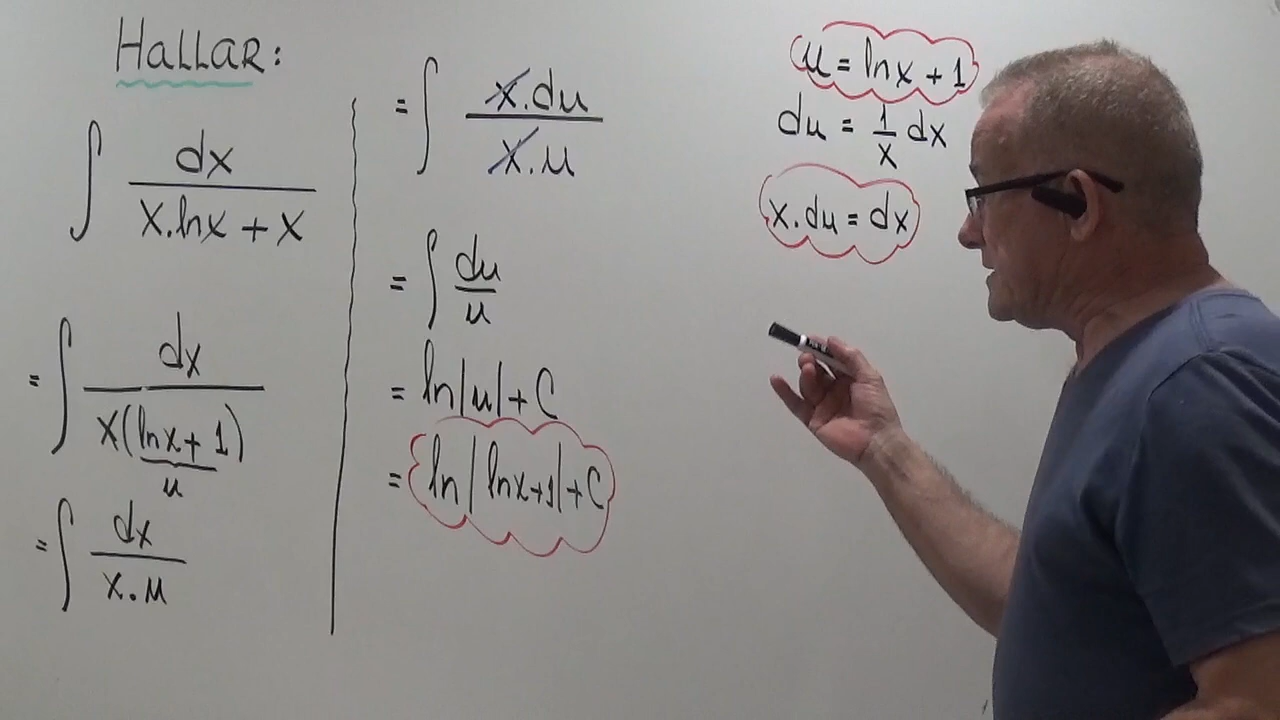 HALLAR:
∫ dx / (x.lnx + x)
= ∫ dx / (x(lnx + 1))
u
= ∫ dx / (x.u)
= ∫ x.du / (x.u)
= ∫ du / u
= ln|u| + C
= ln|lnx+1| + C
u = lnx + 1
du = 1/x dx
x.du = dx